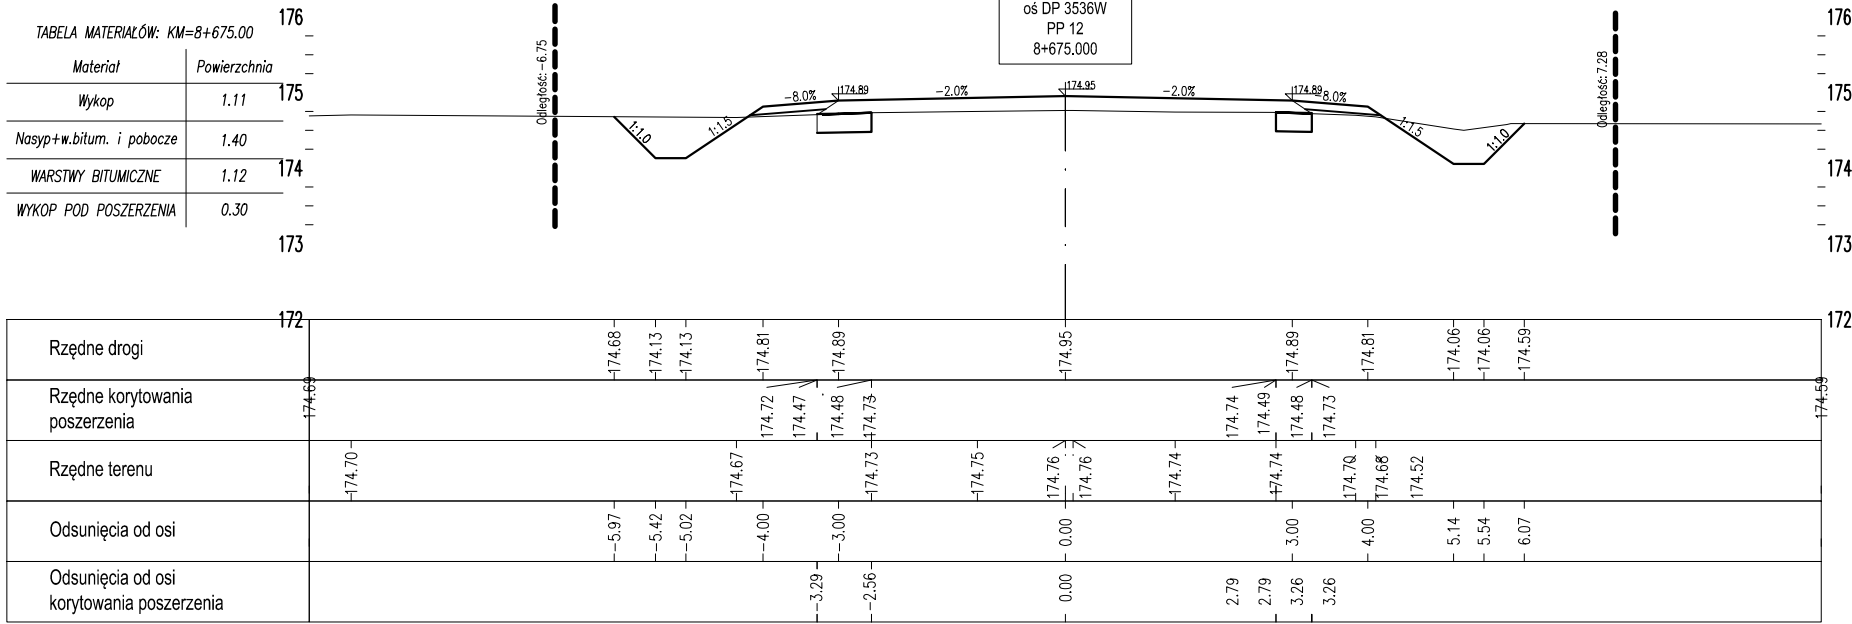 oś DP 3536W
PP 12
8+675.000
TABELA MATERIAŁÓW: KM=8+675.00
Materiał Powierzchnia
Wykop 1.11
Nasyp+w.bitum. i pobocze 1.40
WARSTWY BITUMICZNE 1.12
WYKOP POD POSZERZENIA 0.30
176
175
174
173
172
Odległość: -6.75
1:1.0
1:1.5
-8.0%
174.89
-2.0%
174.95
-2.0%
174.89
-8.0%
1:1.5
1:1.0
Odległość: 7.28
176
175
174
173
172
Rzędne drogi
174.68 174.13 174.13 174.81 174.89 174.95 174.89 174.81 174.06 174.06 174.59
Rzędne korytowania
poszerzenia
174.69 174.72 174.47 174.48 174.73 174.74 174.49 174.48 174.73 174.59
Rzędne terenu
174.70 174.67 174.73 174.75 174.76 174.76 174.74 174.74 174.70 174.68 174.52
Odsunięcia od osi
-5.97 -5.42 -5.02 -4.00 -3.00 0.00 3.00 4.00 5.14 5.54 6.07
Odsunięcia od osi
korytowania poszerzenia
-3.29 -2.56 0.00 2.79 2.79 3.26 3.26